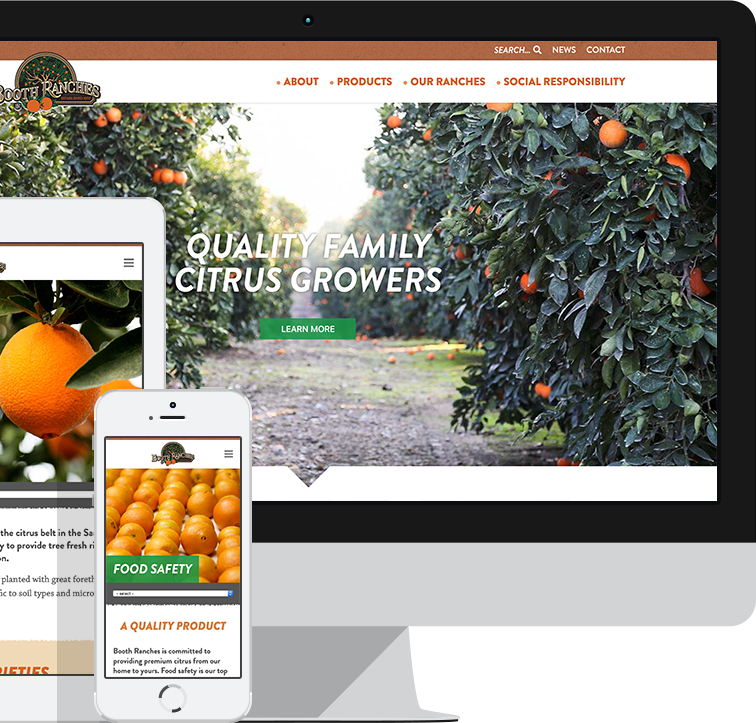 SEARCH... NEWS CONTACT
BOOTH RANCHES
ABOUT PRODUCTS OUR RANCHES SOCIAL RESPONSIBILITY
QUALITY FAMILY
CITRUS GROWERS
LEARN MORE
the citrus belt in the Sa
y to provide tree fresh ri
on.
planted with great foreth
fic to soil types and micro
RIETIES
BOOTH RANCHES
FOOD SAFETY
- select -
A QUALITY PRODUCT
Booth Ranches is committed to
providing premium citrus from our
home to yours. Food safety is our top